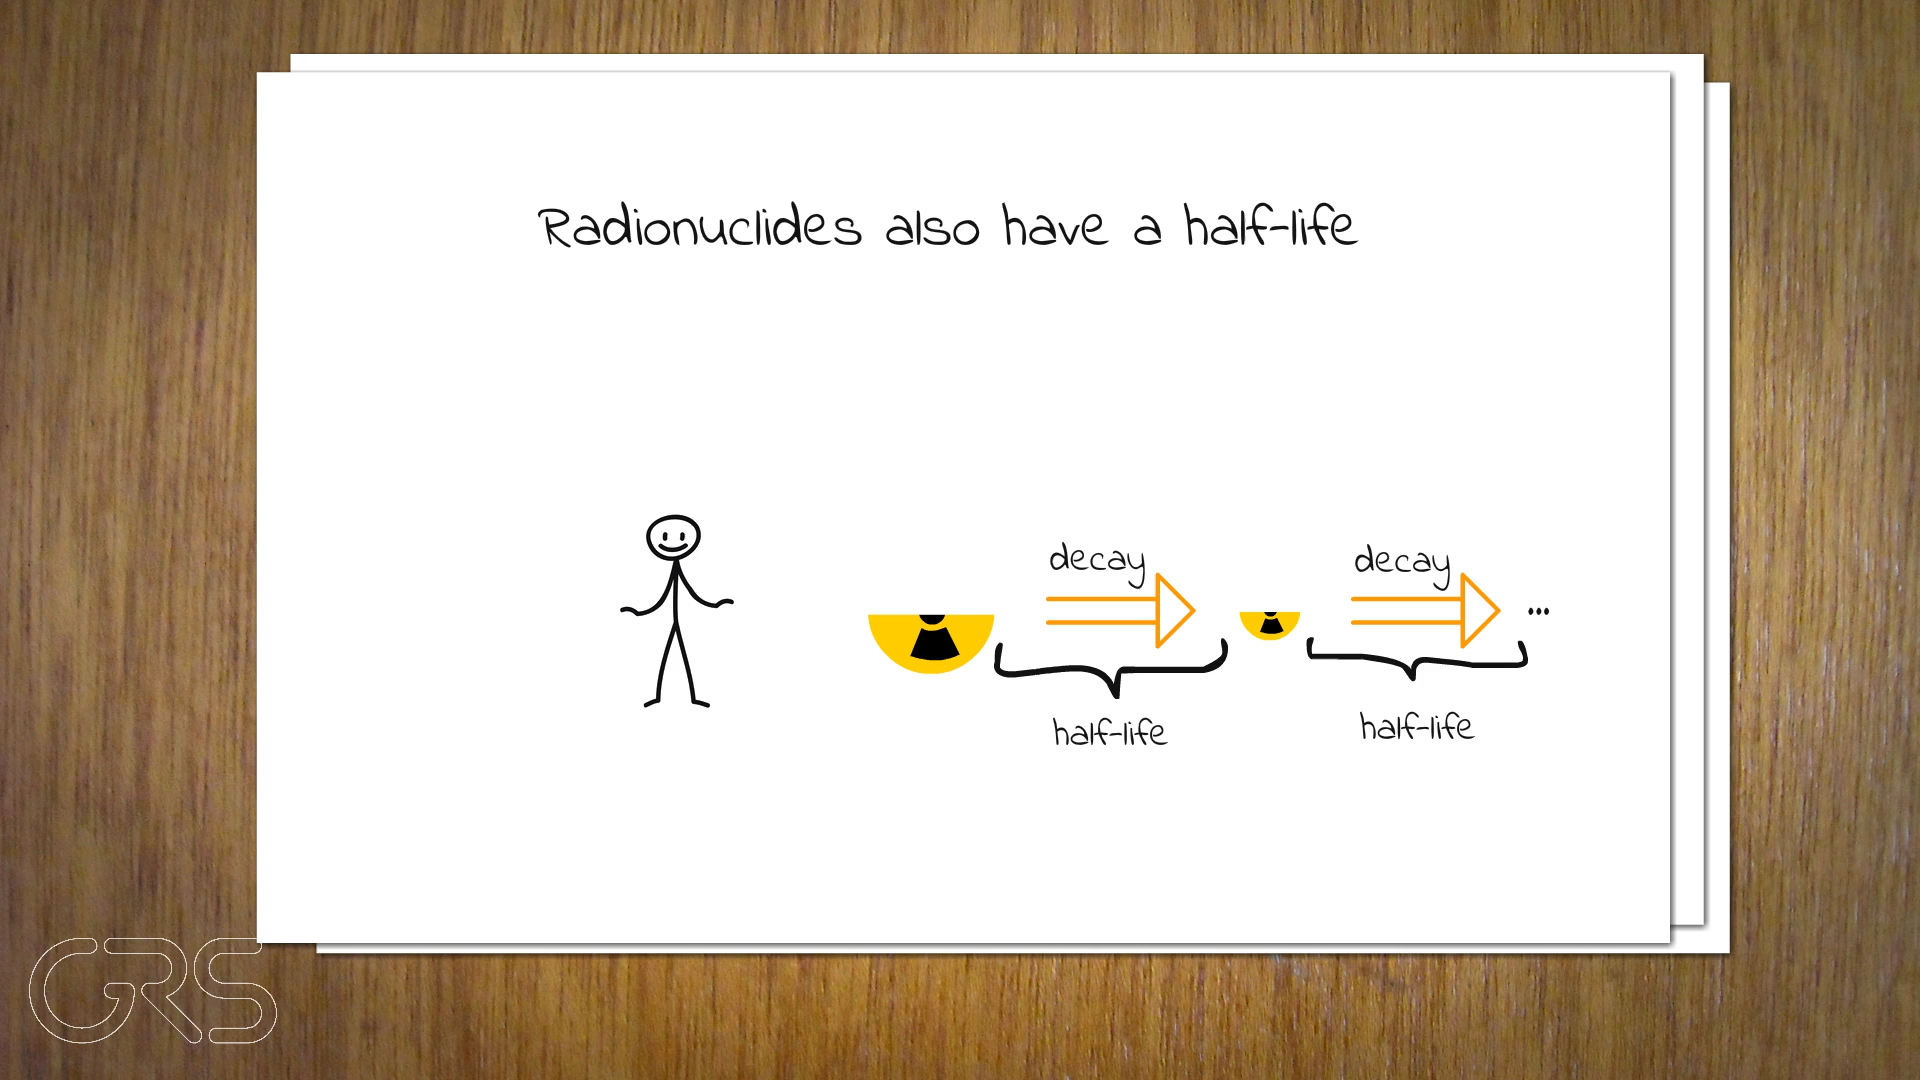 Radionuclides also have a half-life
decay
decay
...
half-life
half-life
GRS